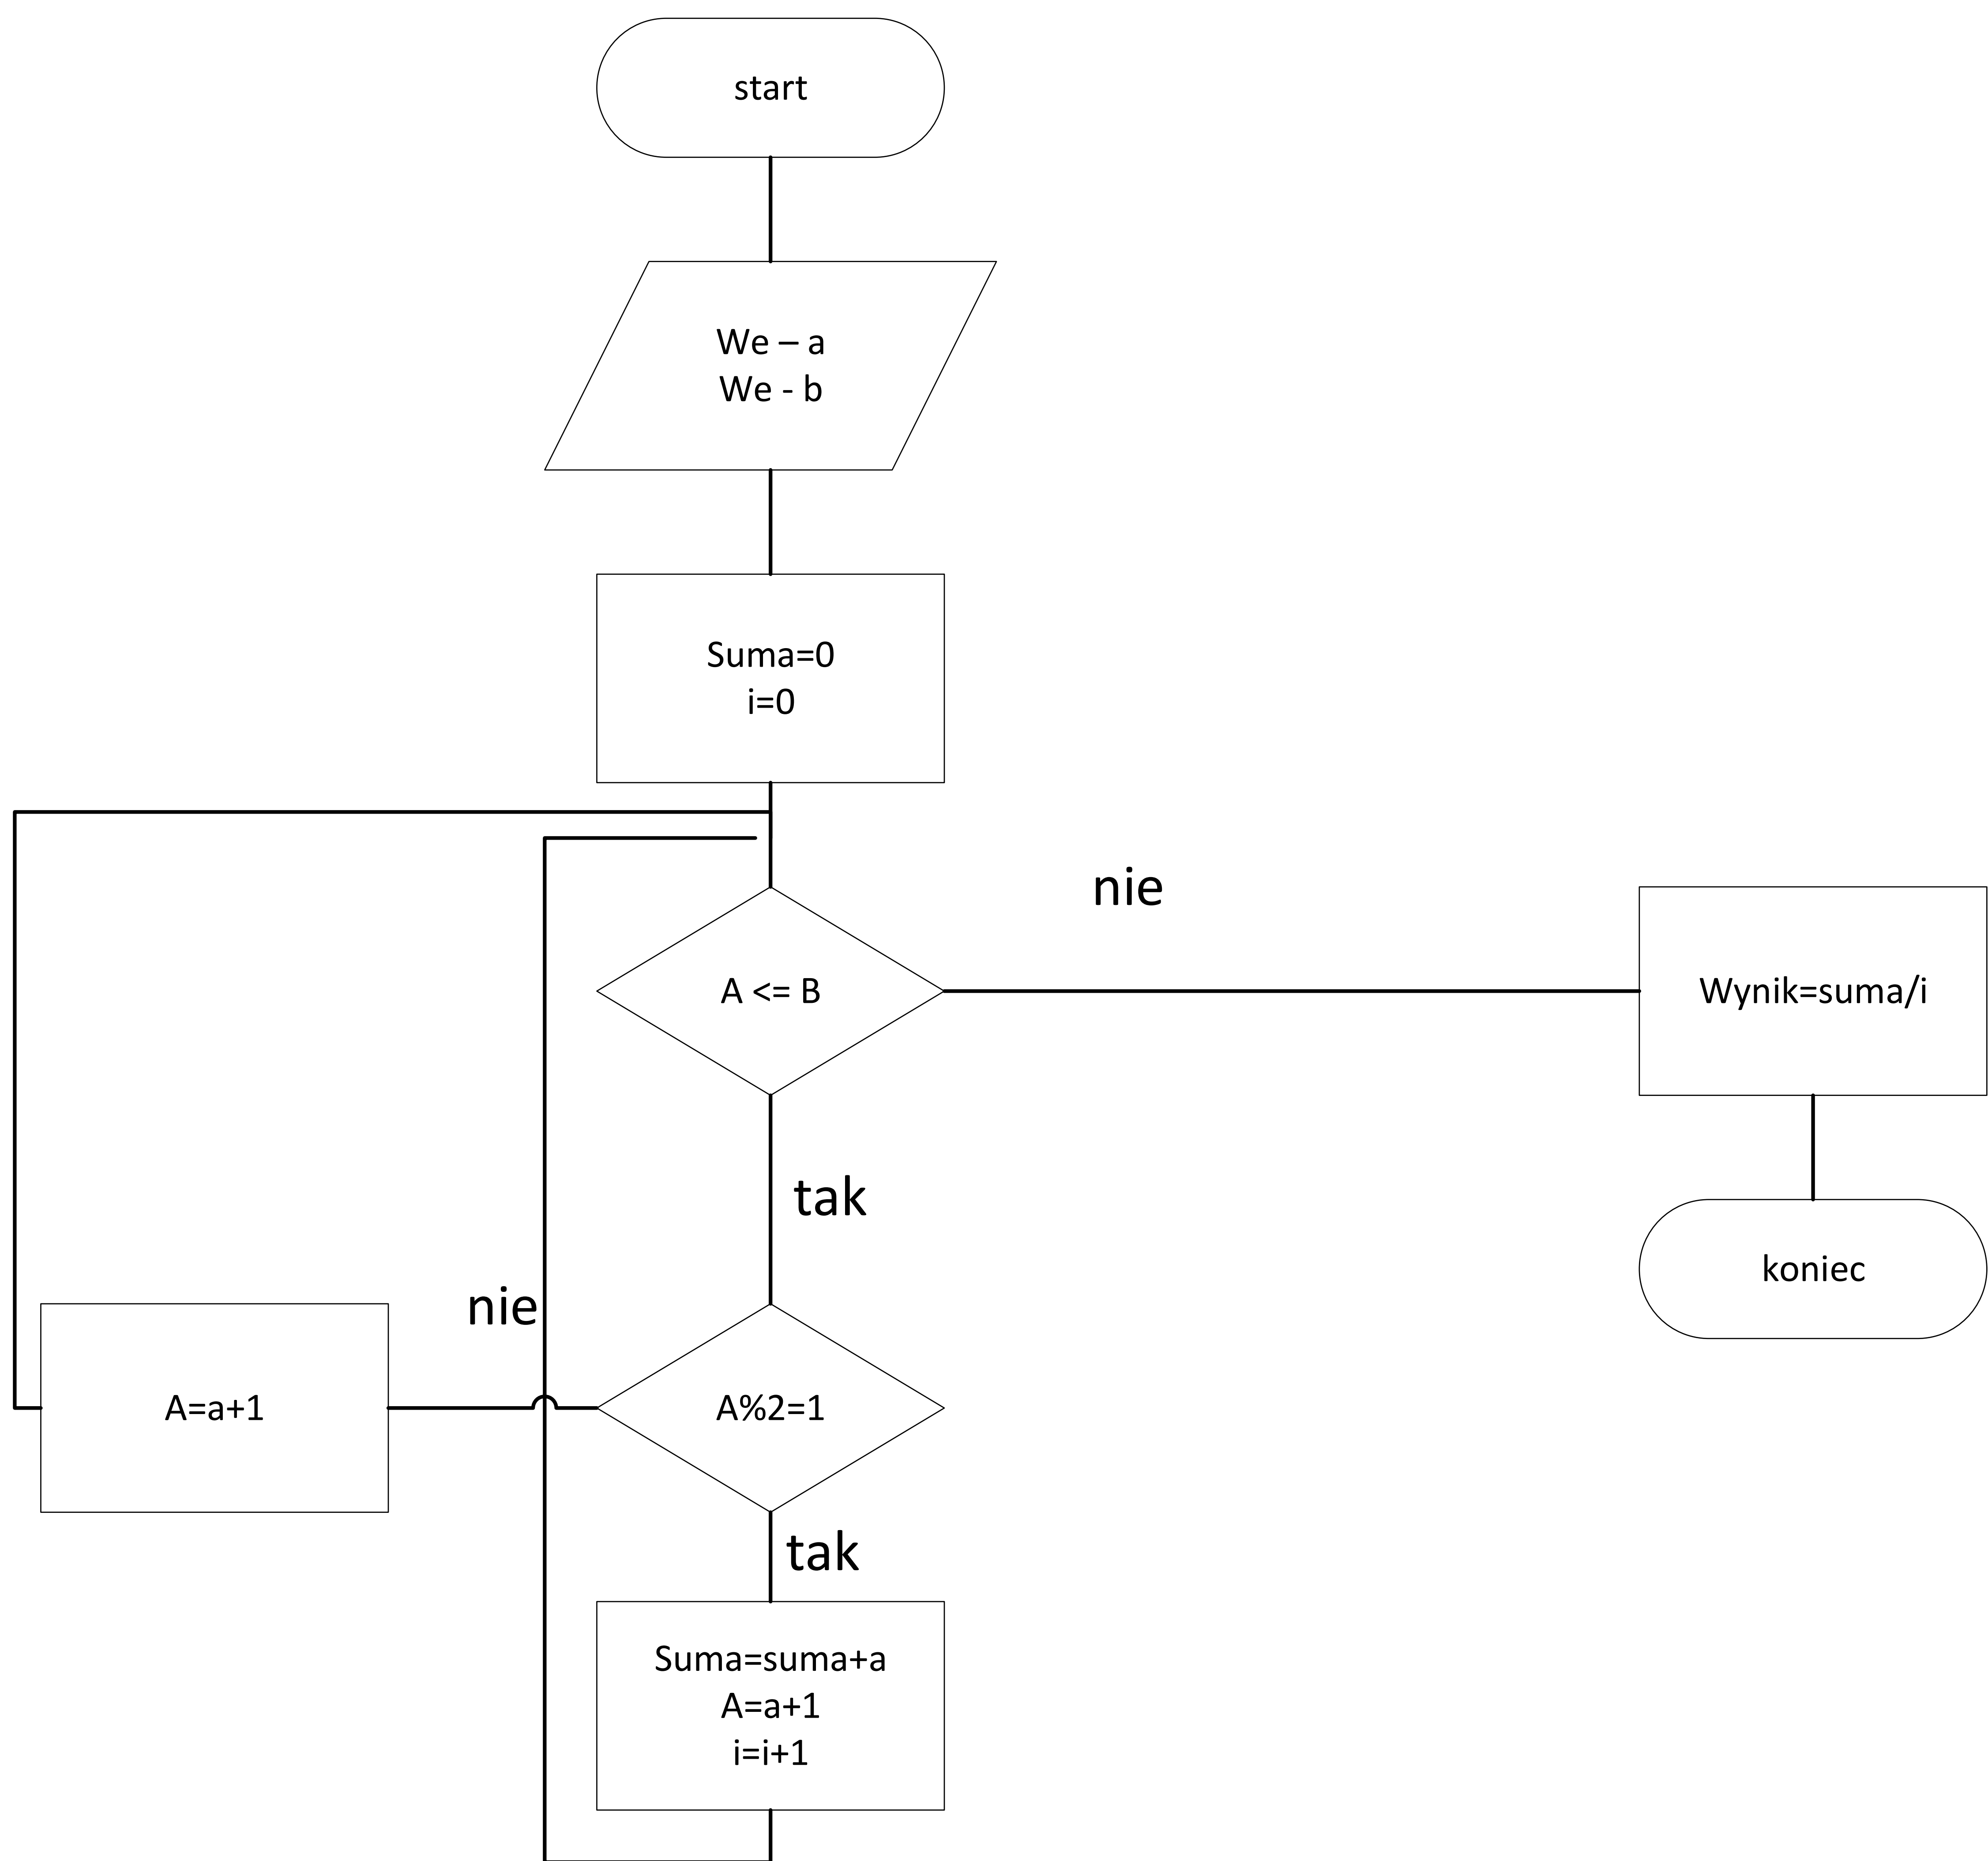 start
We – a
We - b
Suma=0
i=0
A <= B
nie
Wynik=suma/i
koniec
tak
A%2=1
nie
A=a+1
tak
Suma=suma+a
A=a+1
i=i+1